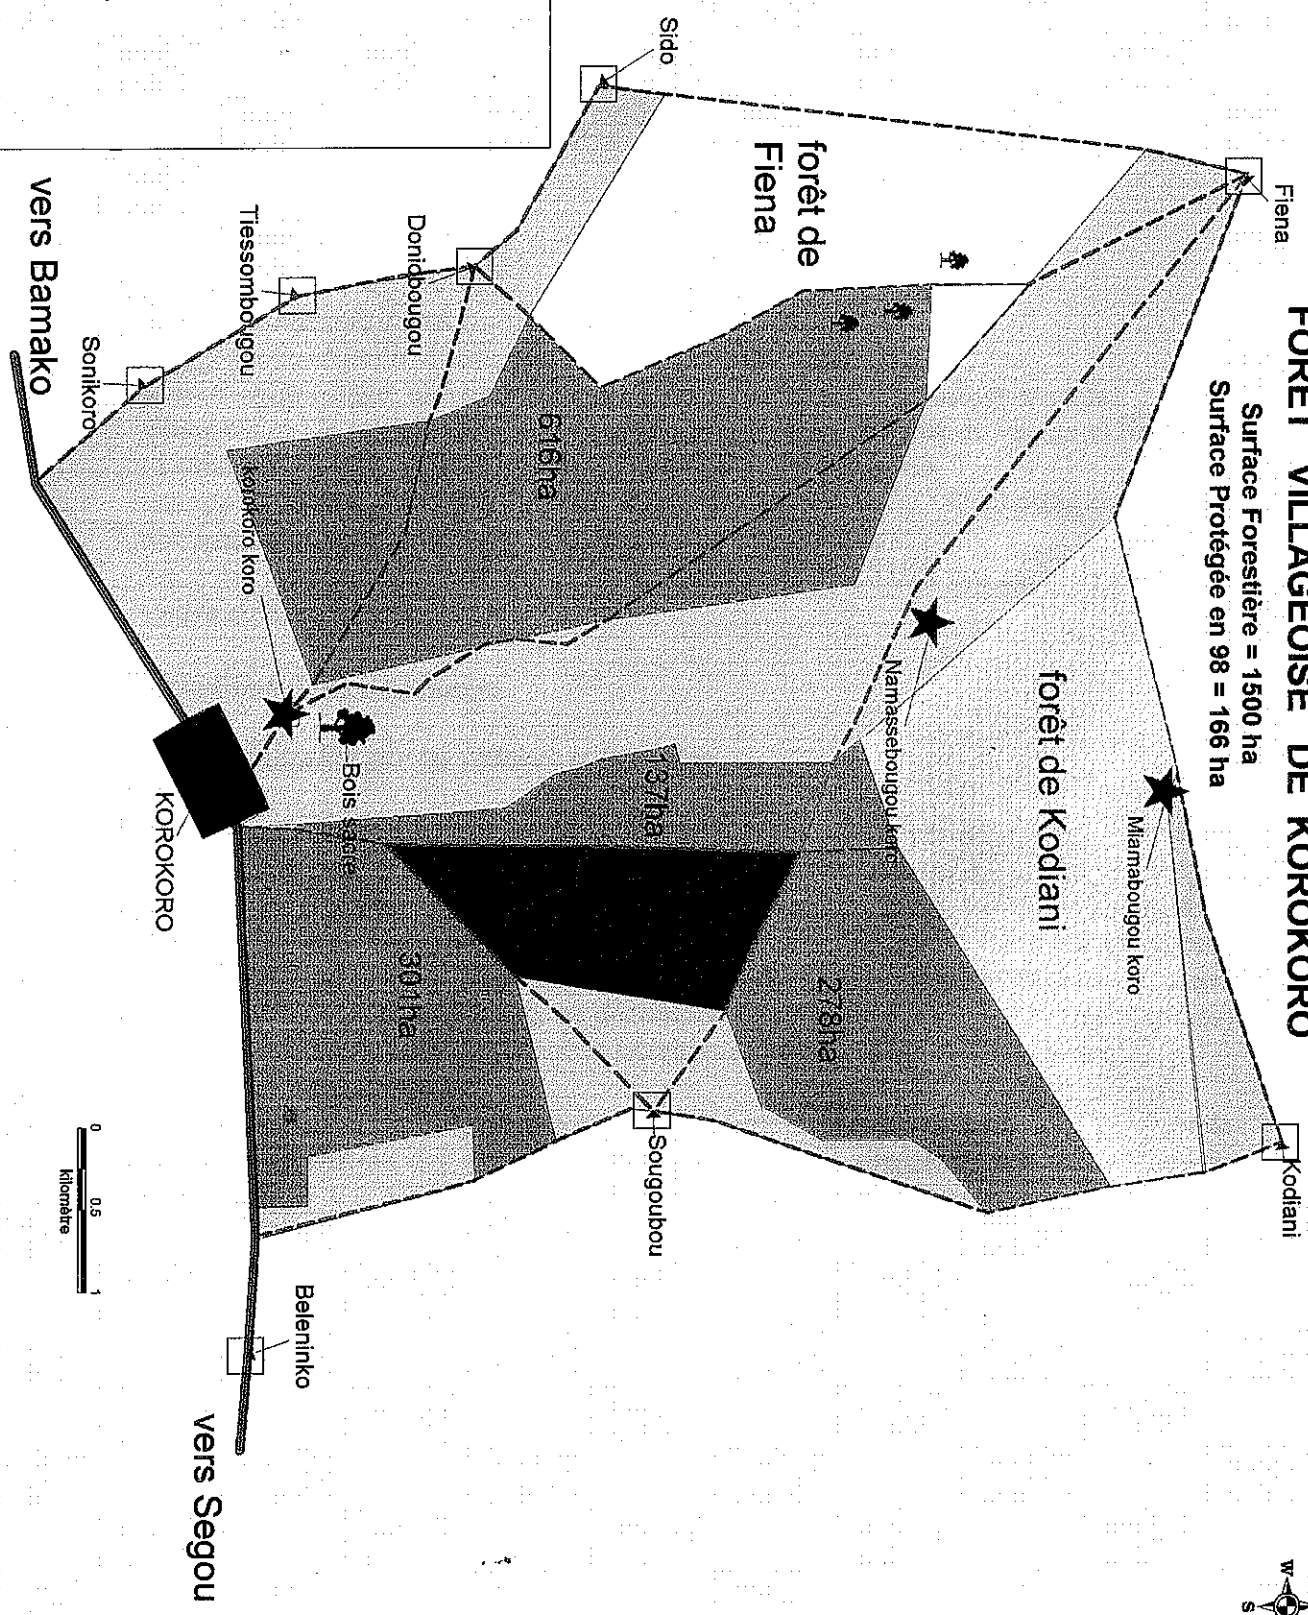 FORET VILLAGEOISE DE KOROKORO
Surface Forestière = 1500 ha
Surface Protégée en 98 = 166 ha
W
S
Fiena
Kodiani
Miamabougou koro
forêt de Kodiani
Namassebougou koro
forêt de
Fiena
278ha
Sido
137ha
Sougoubou
616ha
301ha
Doniobougou
Bois sacré
korokoro koro
Tiessombougou
Beleninko
KOROKORO
Sonikoro
vers Segou
0 0.5 1
kilomètre
vers Bamako